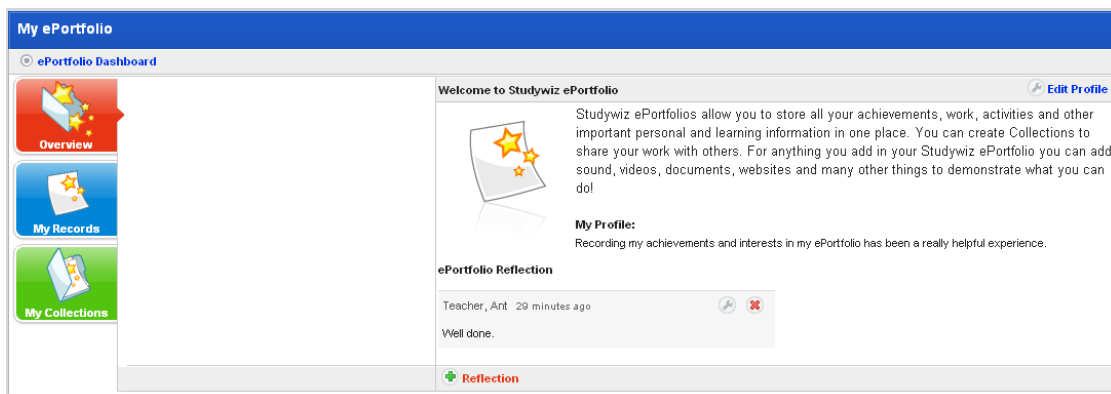 My ePortfolio
ePortfolio Dashboard
Overview
My Records
My Collections
Welcome to Studywiz ePortfolio
Edit Profile
Studywiz ePortfolios allow you to store all your achievements, work, activities and other
important personal and learning information in one place. You can create Collections to
share your work with others. For anything you add in your Studywiz ePortfolio you can add
sound, videos, documents, websites and many other things to demonstrate what you can
do!
My Profile:
Recording my achievements and interests in my ePortfolio has been a really helpful experience.
ePortfolio Reflection
Teacher, Ant 29 minutes ago
Well done.
Reflection